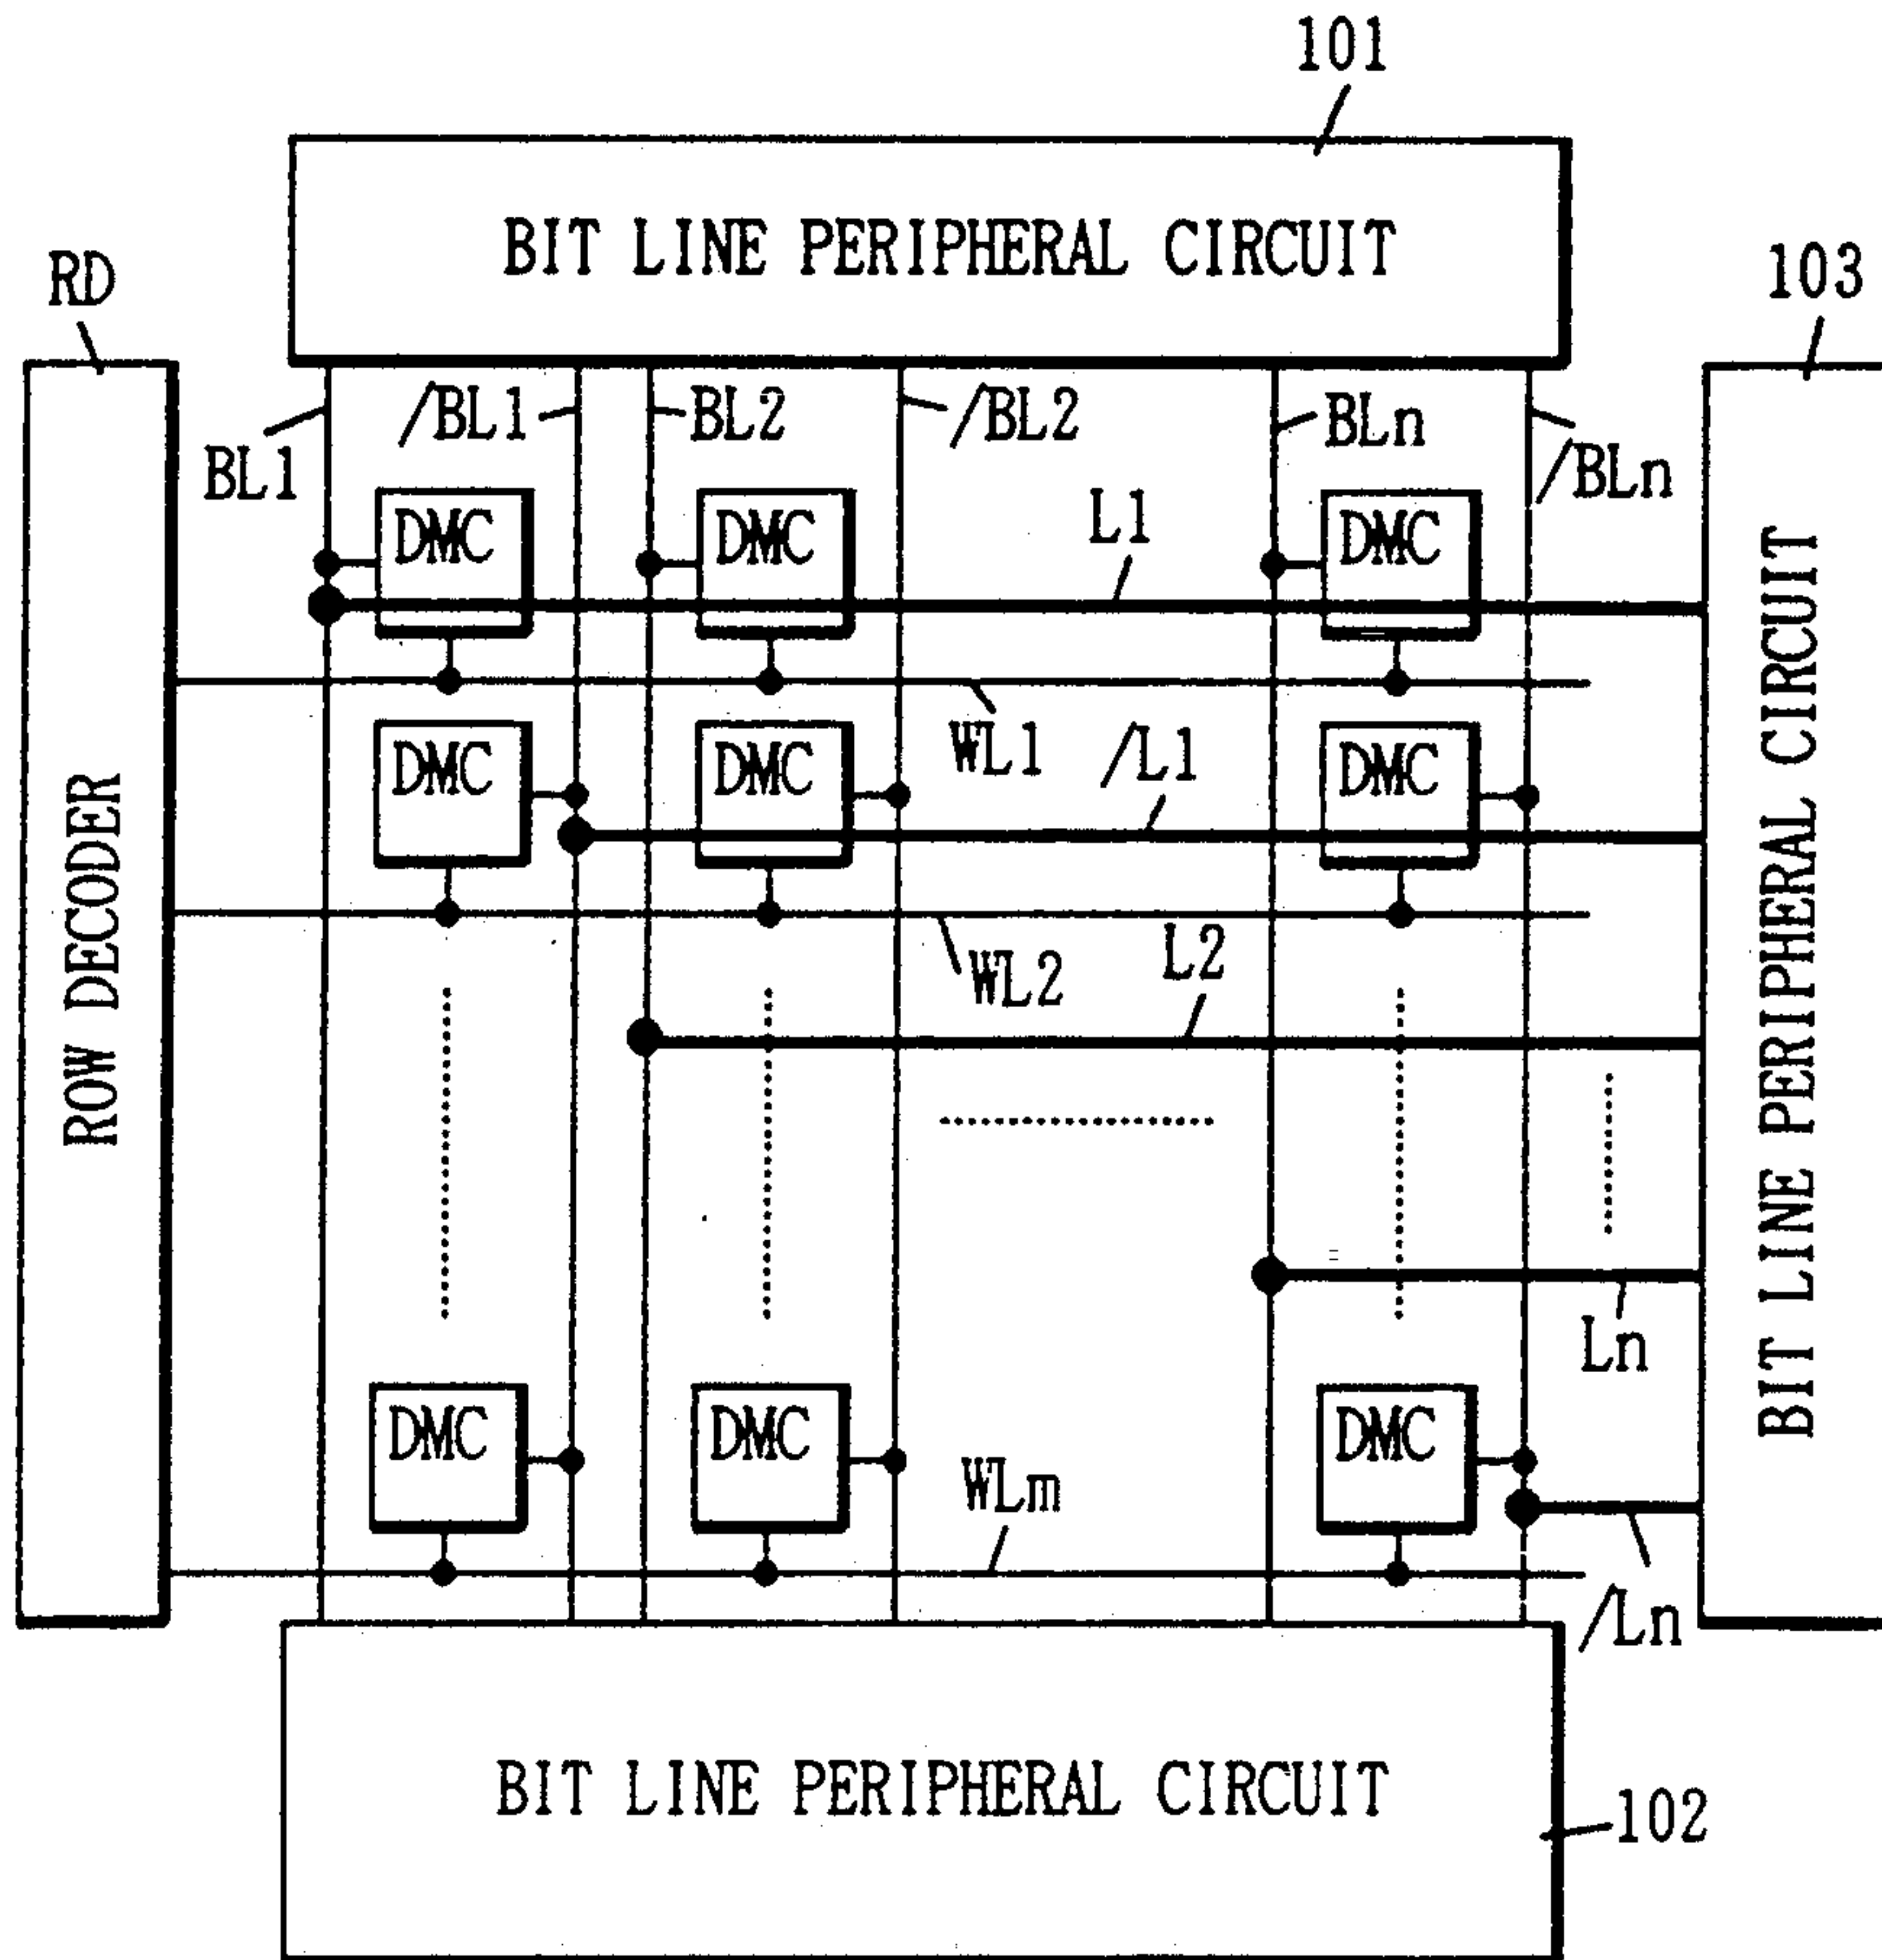 101
BIT LINE PERIPHERAL CIRCUIT
RD
103
BL1
/BL1
BL2
/BL2
BLn
/BLn
DMC
DMC
DMC
L1
WL1
DMC
DMC
DMC
/L1
WL2
L2
ROW DECODER
BIT LINE PERIPHERAL CIRCUIT
Ln
DMC
DMC
DMC
WLm
/Ln
BIT LINE PERIPHERAL CIRCUIT
102